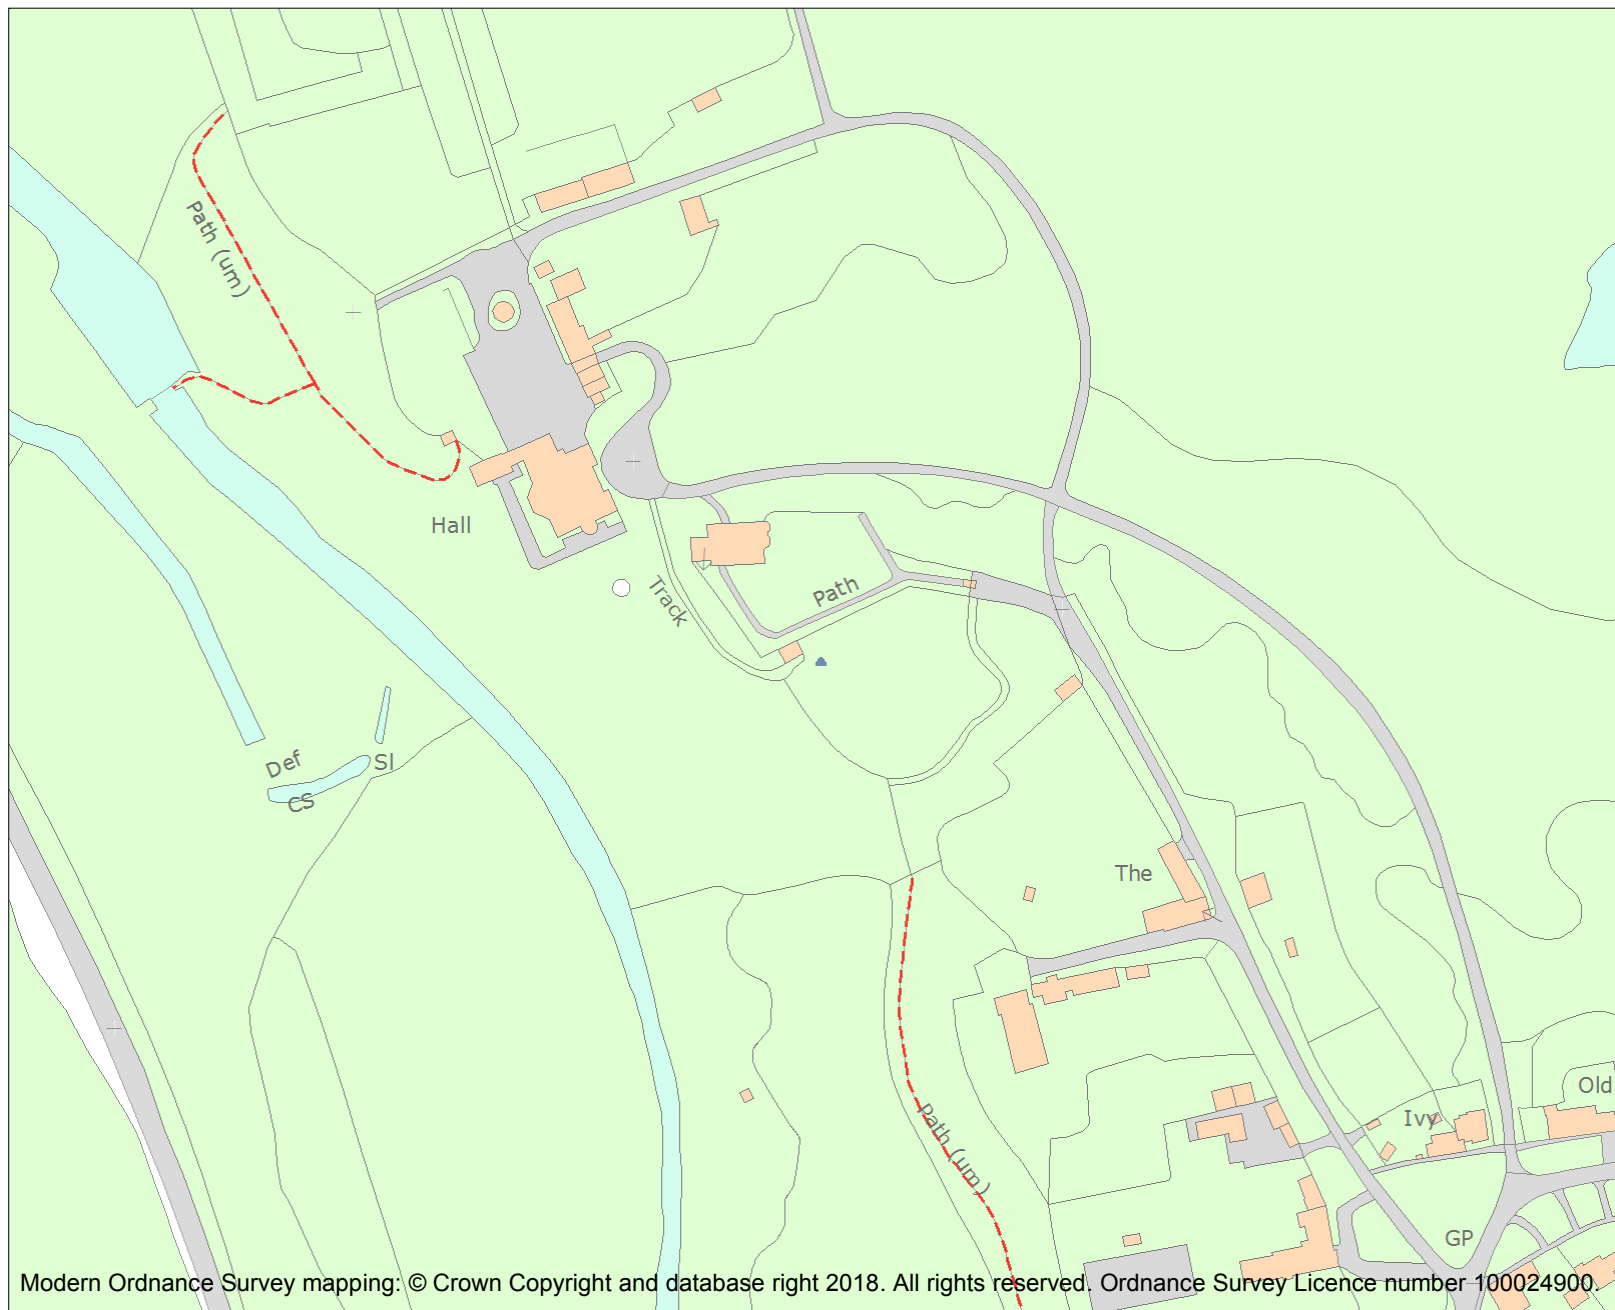 Path (um)
Hall
Track
Path
Def
Sl
CS
The
Path (um)
Ivy
Old
GP
Modern Ordnance Survey mapping: © Crown Copyright and database right 2018. All rights reserved. Ordnance Survey Licence number 100024900.